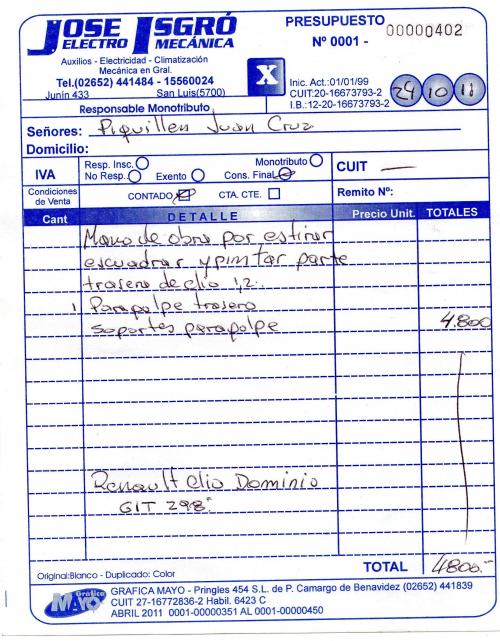 JOSE ISGRÓ
ELECTRO MECÁNICA
Auxilios - Electricidad - Climatización
Mecánica en Gral.
Tel.(02652) 441484 - 15560024
Junín 433 San Luis(5700)
Responsable Monotributo
X
PRESUPUESTO
Nº 0001 - 00000402
Inic. Act.:01/01/99
CUIT:20-16673793-2
I.B.:12-20-16673793-2
29 10 11
Señores: Piquillen Juan Cruz
Domicilio:
IVA
Resp. Insc. Monotributo
No Resp. Exento Cons. Final
CUIT —
Condiciones de Venta
CONTADO CTA. CTE.
Remito Nº:
Cant DETALLE Precio Unit. TOTALES
Mano de obra por estirar
escuadrar y pintar parte
trasera de clio 1,2.
1 Paragolpe trasero
soportes paragolpe 4.800
Renault Clio Dominio
GIT 298
TOTAL 4800.-
Original:Blanco - Duplicado: Color
Gráfica MAYO
GRAFICA MAYO - Pringles 454 S.L. de P. Camargo de Benavidez (02652) 441839
CUIT 27-16772836-2 Habil. 6423 C
ABRIL 2011 0001-00000351 AL 0001-00000450